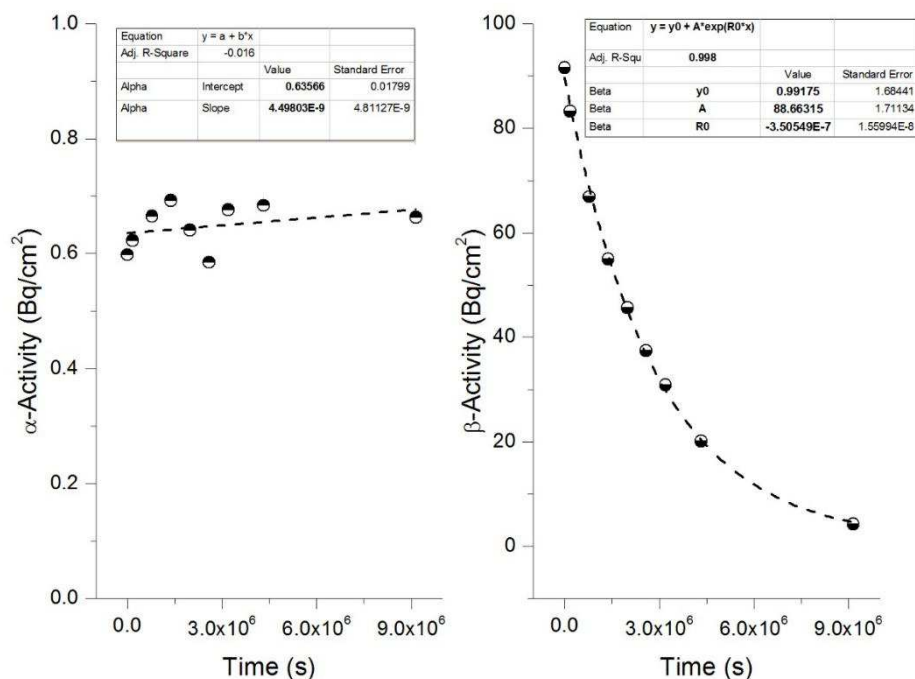 Equation y = a + b*x
Adj. R-Square -0.016
Value Standard Error
Alpha Intercept 0.63566 0.01799
Alpha Slope 4.49803E-9 4.81127E-9
α-Activity (Bq/cm²)
1.0
0.8
0.6
0.4
0.2
0.0
0.0 3.0x10⁶ 6.0x10⁶ 9.0x10⁶
Time (s)
Equation y = y0 + A*exp(R0*x)
Adj. R-Squ 0.998
Value Standard Error
Beta y0 0.99175 1.68441
Beta A 88.66315 1.71134
Beta R0 -3.50549E-7 1.55994E-8
β-Activity (Bq/cm²)
100
80
60
40
20
0
0.0 3.0x10⁶ 6.0x10⁶ 9.0x10⁶
Time (s)